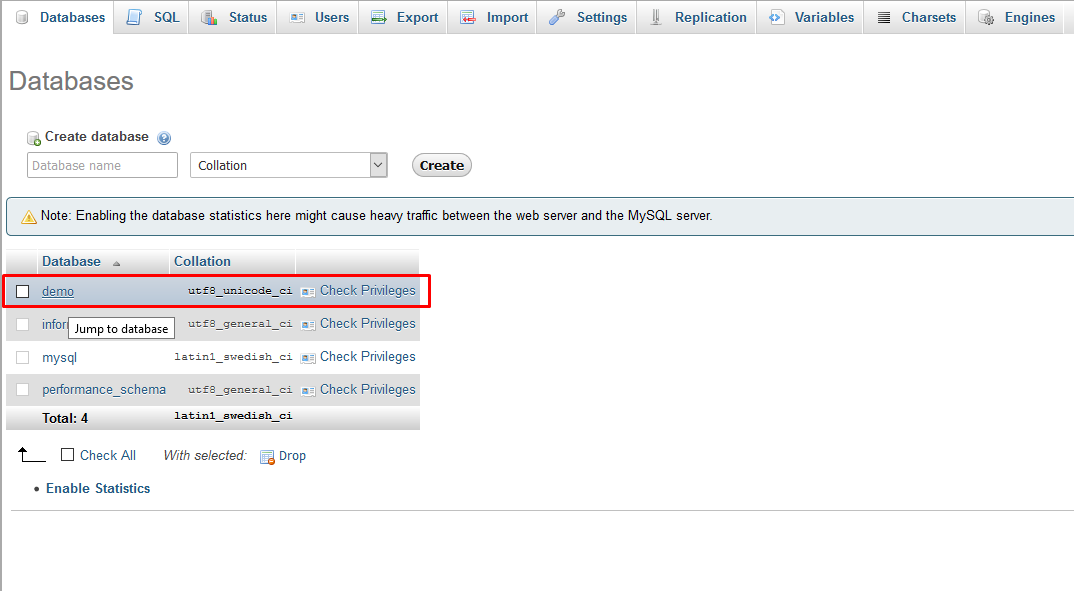 Databases SQL Status Users Export Import Settings Replication Variables Charsets Engines
Databases
Create database
Database name Collation Create
Note: Enabling the database statistics here might cause heavy traffic between the web server and the MySQL server.
Database Collation
demo utf8_unicode_ci Check Privileges
infor utf8_general_ci Check Privileges
Jump to database
mysql latin1_swedish_ci Check Privileges
performance_schema utf8_general_ci Check Privileges
Total: 4 latin1_swedish_ci
Check All With selected: Drop
Enable Statistics